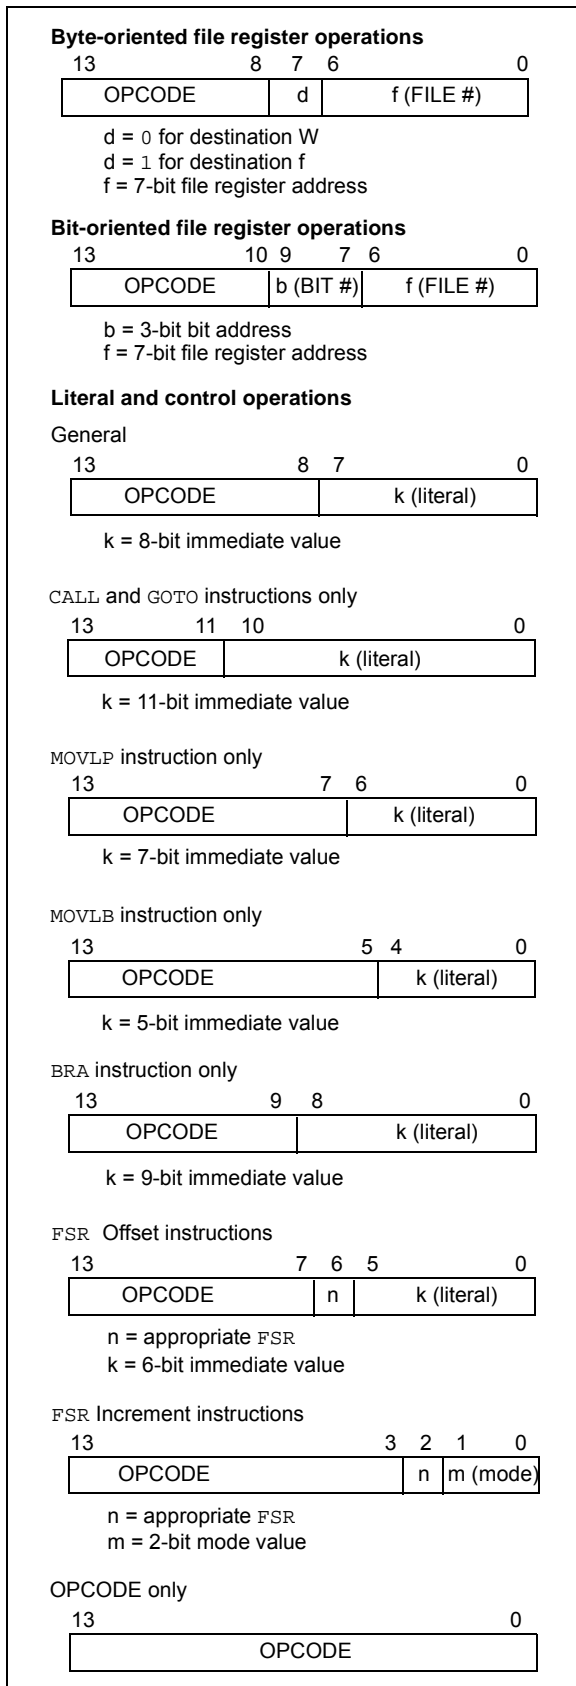 Byte-oriented file register operations
13 8 7 6 0
OPCODE d f (FILE #)
d = 0 for destination W
d = 1 for destination f
f = 7-bit file register address
Bit-oriented file register operations
13 10 9 7 6 0
OPCODE b (BIT #) f (FILE #)
b = 3-bit bit address
f = 7-bit file register address
Literal and control operations
General
13 8 7 0
OPCODE k (literal)
k = 8-bit immediate value
CALL and GOTO instructions only
13 11 10 0
OPCODE k (literal)
k = 11-bit immediate value
MOVLP instruction only
13 7 6 0
OPCODE k (literal)
k = 7-bit immediate value
MOVLB instruction only
13 5 4 0
OPCODE k (literal)
k = 5-bit immediate value
BRA instruction only
13 9 8 0
OPCODE k (literal)
k = 9-bit immediate value
FSR Offset instructions
13 7 6 5 0
OPCODE n k (literal)
n = appropriate FSR
k = 6-bit immediate value
FSR Increment instructions
13 3 2 1 0
OPCODE n m (mode)
n = appropriate FSR
m = 2-bit mode value
OPCODE only
13 0
OPCODE